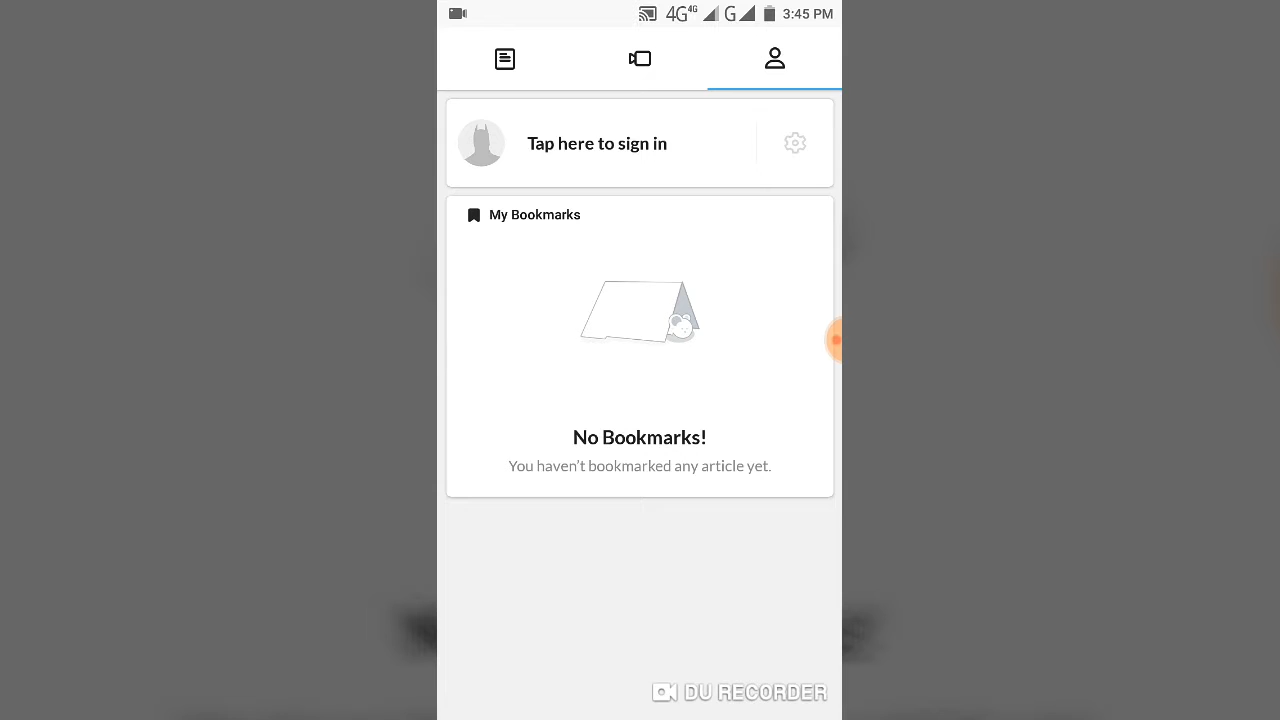 4G 4G G 3:45 PM
Tap here to sign in
My Bookmarks
No Bookmarks!
You haven't bookmarked any article yet.
DU RECORDER